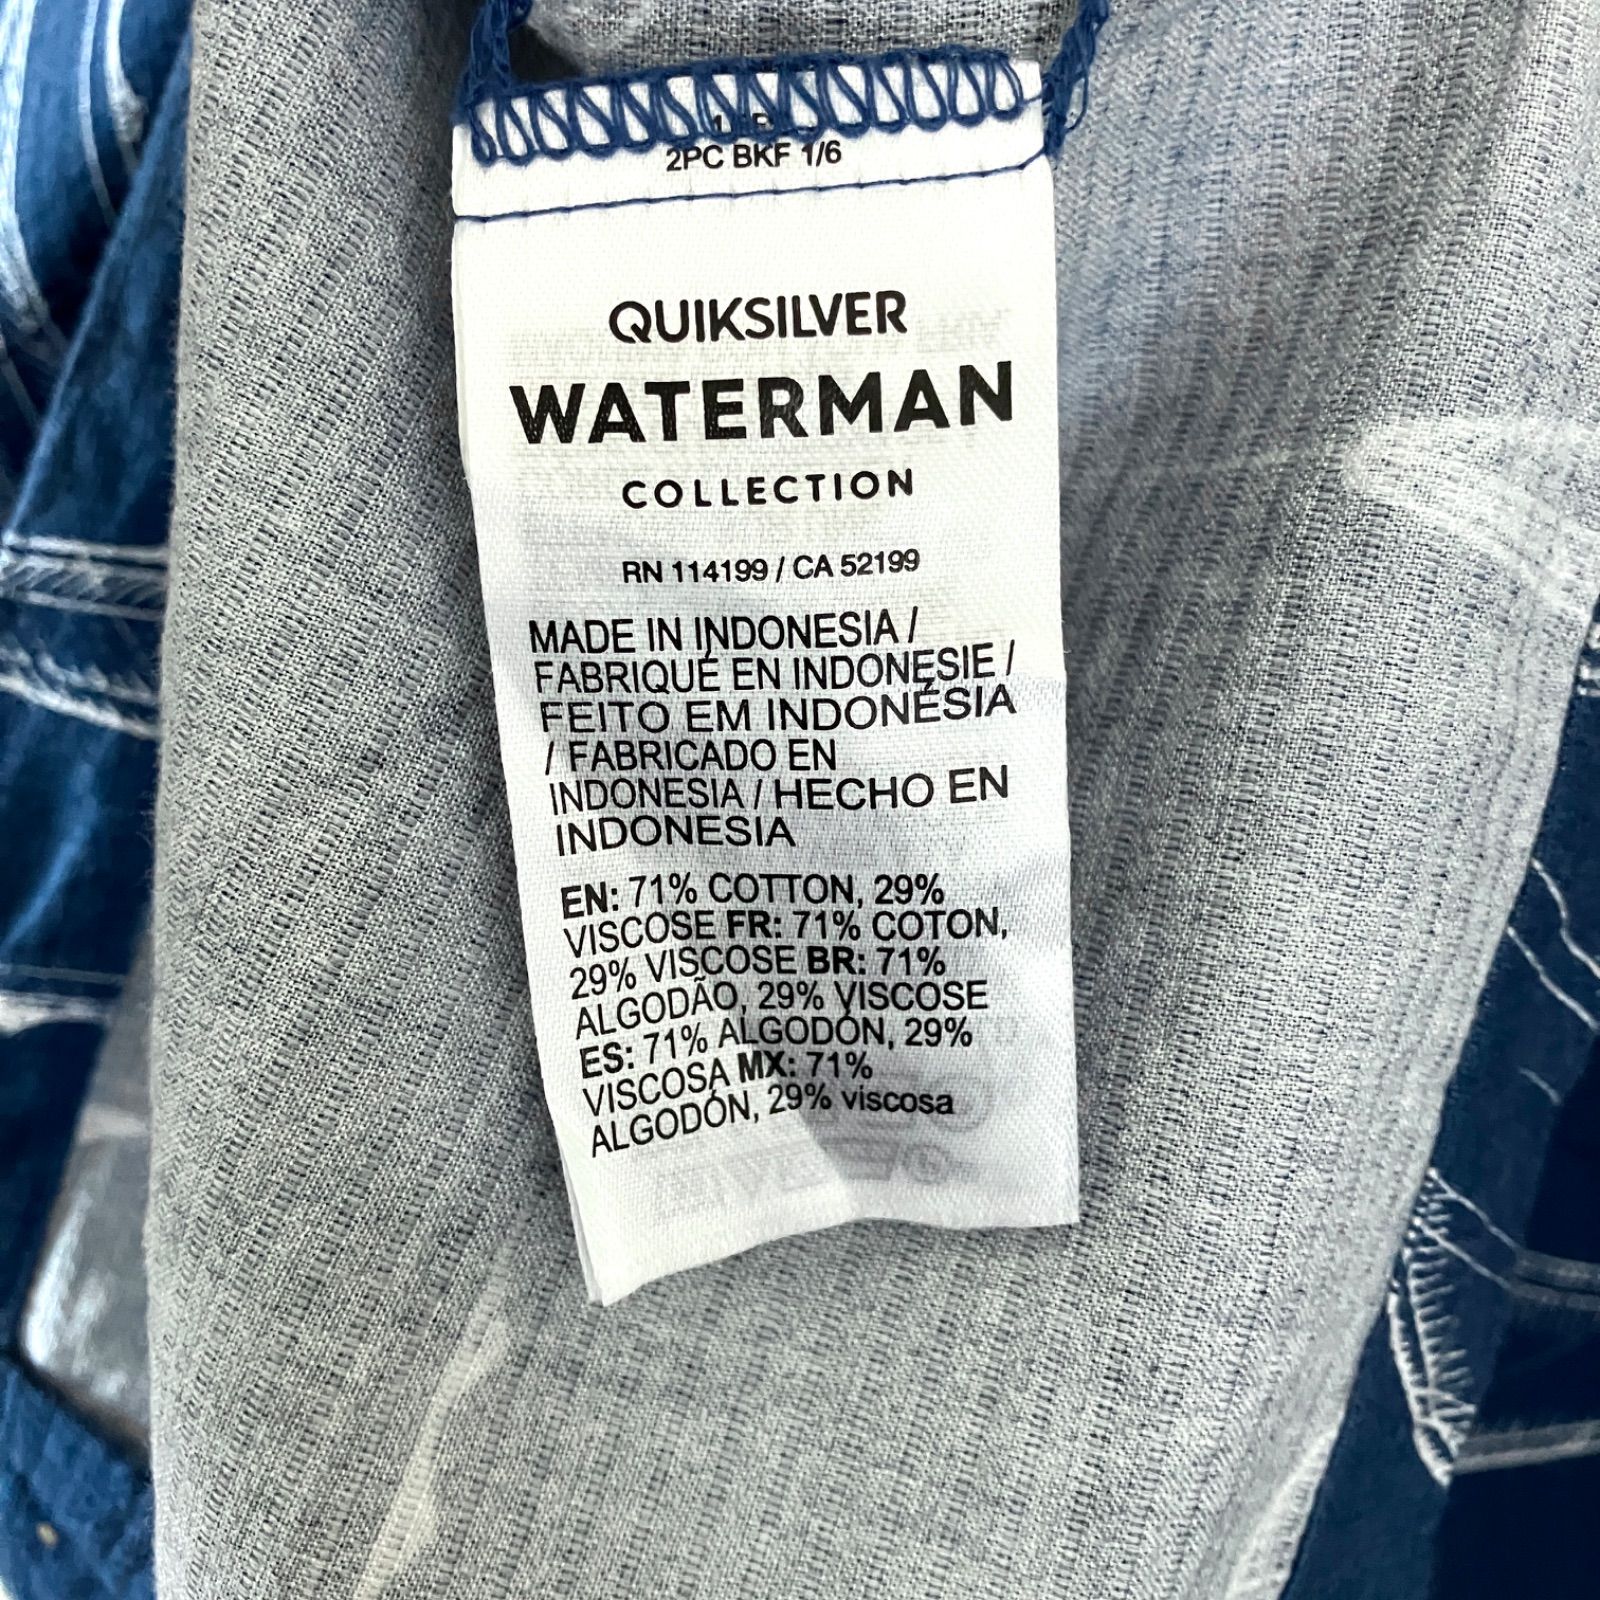 2PC BKF 1/6
QUIKSILVER
WATERMAN
COLLECTION
RN 114199 / CA 52199
MADE IN INDONESIA /
FABRIQUÉ EN INDONESIE /
FEITO EM INDONÉSIA
/ FABRICADO EN
INDONESIA / HECHO EN
INDONESIA
EN: 71% COTTON, 29%
VISCOSE FR: 71% COTON,
29% VISCOSE BR: 71%
ALGODÃO, 29% VISCOSE
ES: 71% ALGODÓN, 29%
VISCOSA MX: 71%
ALGODÓN, 29% viscosa